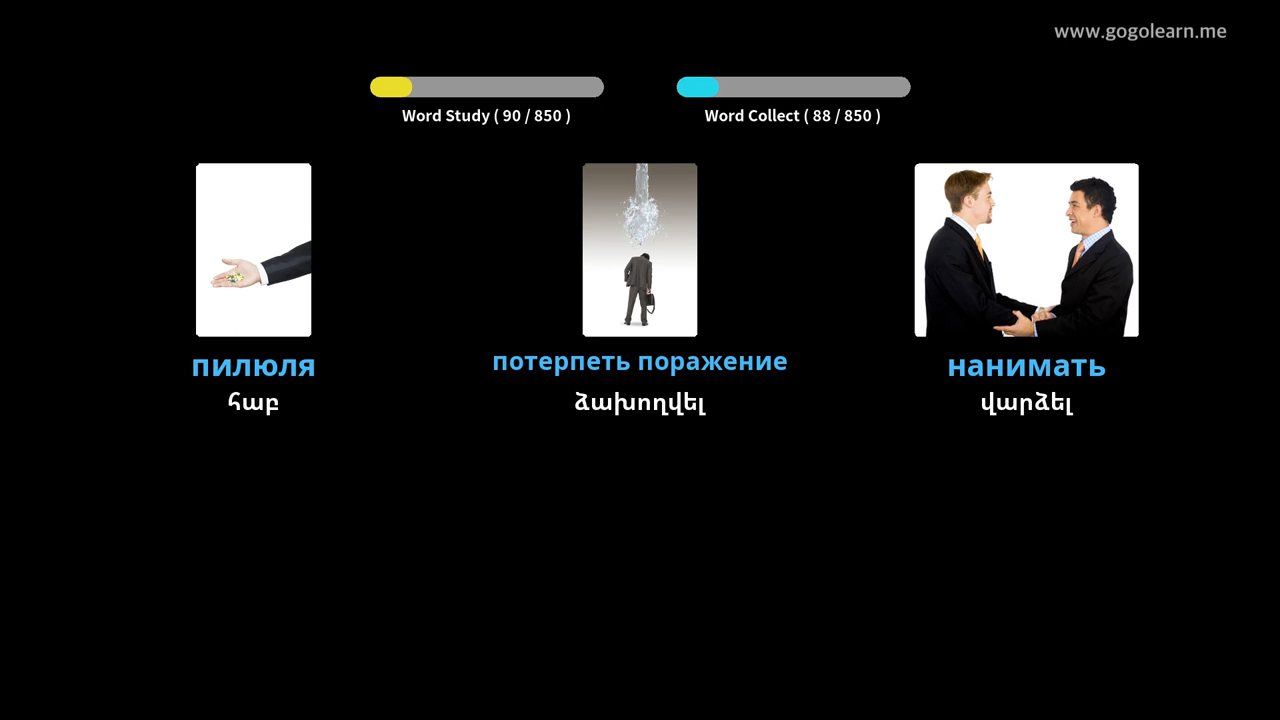 www.gogolearn.me
Word Study ( 90 / 850 )
Word Collect ( 88 / 850 )
пилюля
հաբ
потерпеть поражение
ձախողվել
нанимать
վարձել